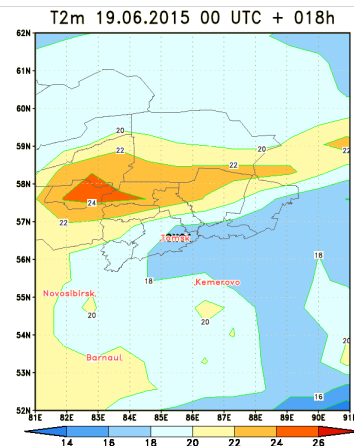 T2m 19.06.2015 00 UTC + 018h
62N
61N
60N
59N
58N
57N
56N
55N
54N
53N
52N
20
22
20
22
24
22
Tomsk
18
18
Kemerovo
Novosibirsk
20
20
20
Barnaul
16
81E 82E 83E 84E 85E 86E 87E 88E 89E 90E 91E
14 16 18 20 22 24 26